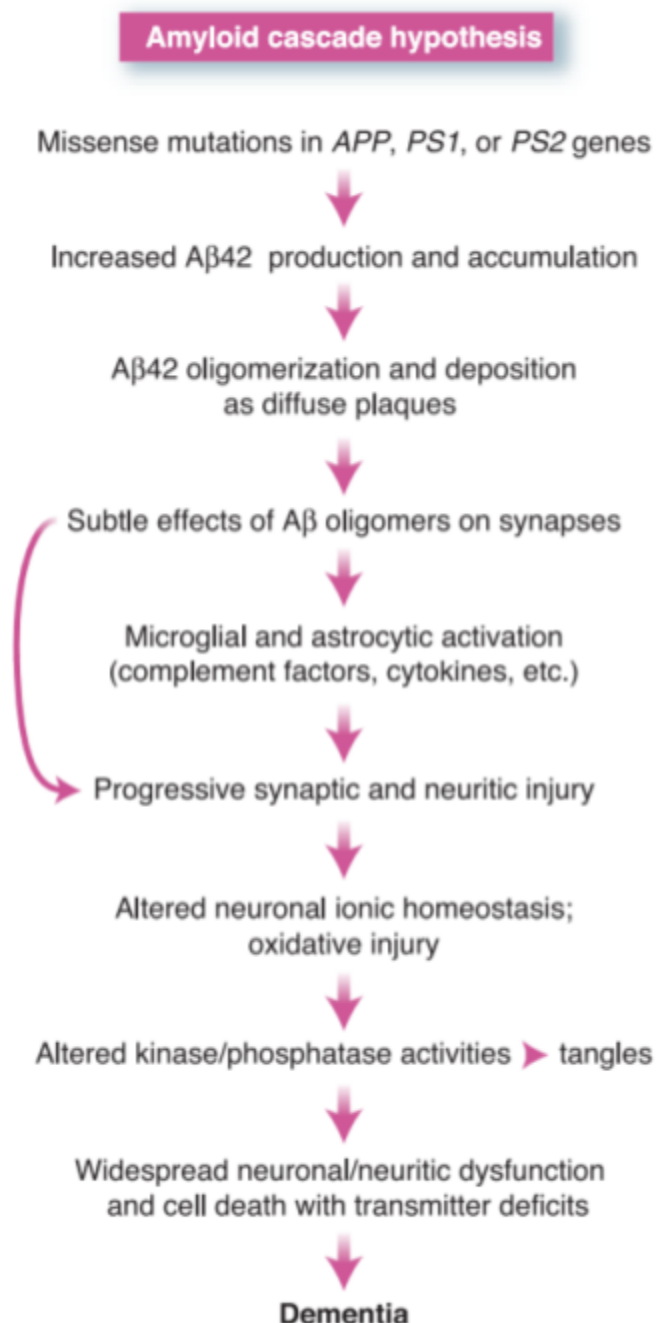 Amyloid cascade hypothesis
Missense mutations in APP, PS1, or PS2 genes
Increased Aβ42 production and accumulation
Aβ42 oligomerization and deposition
as diffuse plaques
Subtle effects of Aβ oligomers on synapses
Microglial and astrocytic activation
(complement factors, cytokines, etc.)
Progressive synaptic and neuritic injury
Altered neuronal ionic homeostasis;
oxidative injury
Altered kinase/phosphatase activities ➤ tangles
Widespread neuronal/neuritic dysfunction
and cell death with transmitter deficits
Dementia